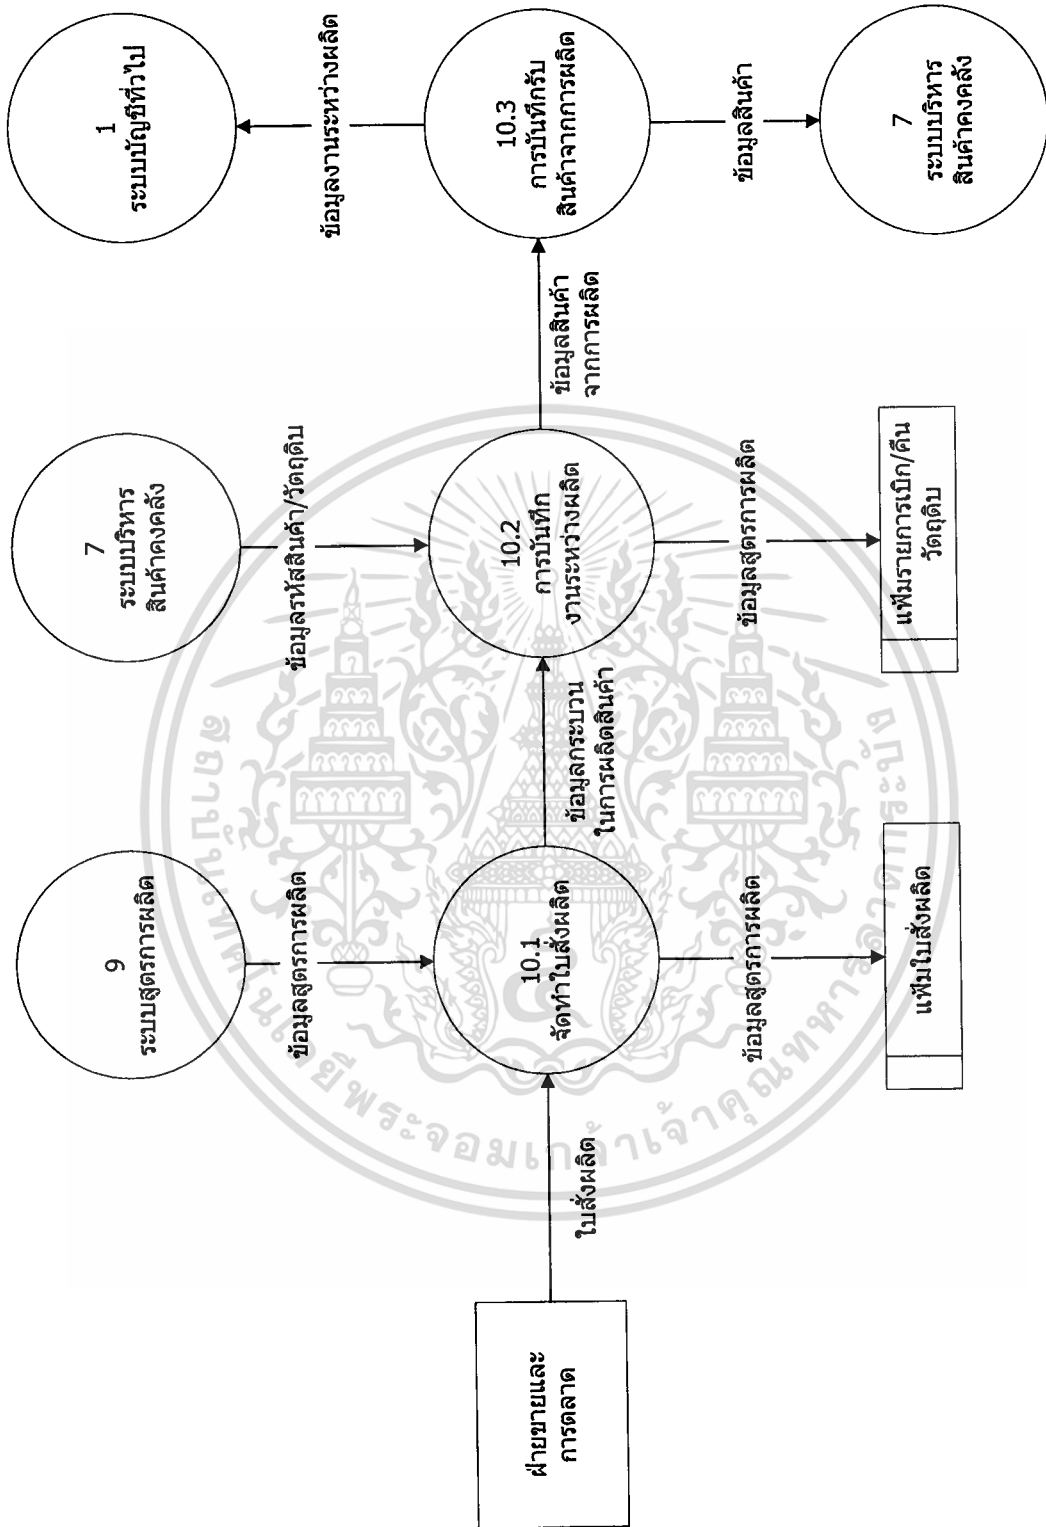 1
ระบบบัญชีทั่วไป
ข้อมูลงานระหว่างผลิต
10.3
การบันทึกรับ
สินค้าจากการผลิต
ข้อมูลสินค้า
7
ระบบบริหาร
สินค้าคงคลัง
ข้อมูลสินค้า
จากการผลิต
7
ระบบบริหาร
สินค้าคงคลัง
ข้อมูลรหัสสินค้า/วัตถุดิบ
10.2
การบันทึก
งานระหว่างผลิต
ข้อมูลสูตรการผลิต
แฟ้มรายการเบิก/คืน
วัตถุดิบ
ข้อมูลกระบวน
ในการผลิตสินค้า
9
ระบบสูตรการผลิต
ข้อมูลสูตรการผลิต
10.1
จัดทำใบสั่งผลิต
ข้อมูลสูตรการผลิต
แฟ้มใบสั่งผลิต
ใบสั่งผลิต
ฝ่ายขายและ
การตลาด